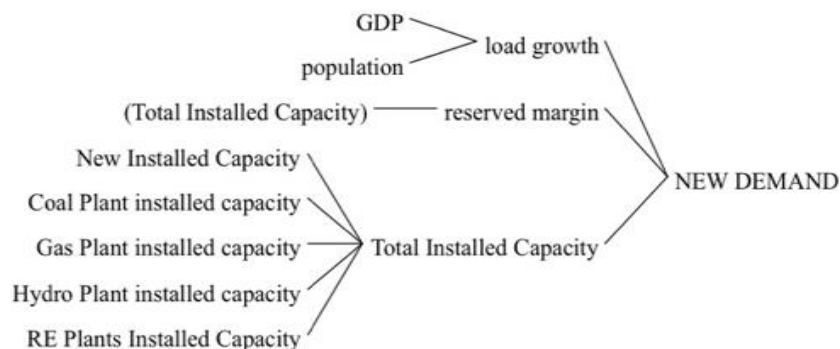 GDP
load growth
population
(Total Installed Capacity)
reserved margin
New Installed Capacity
NEW DEMAND
Coal Plant installed capacity
Gas Plant installed capacity
Total Installed Capacity
Hydro Plant installed capacity
RE Plants Installed Capacity